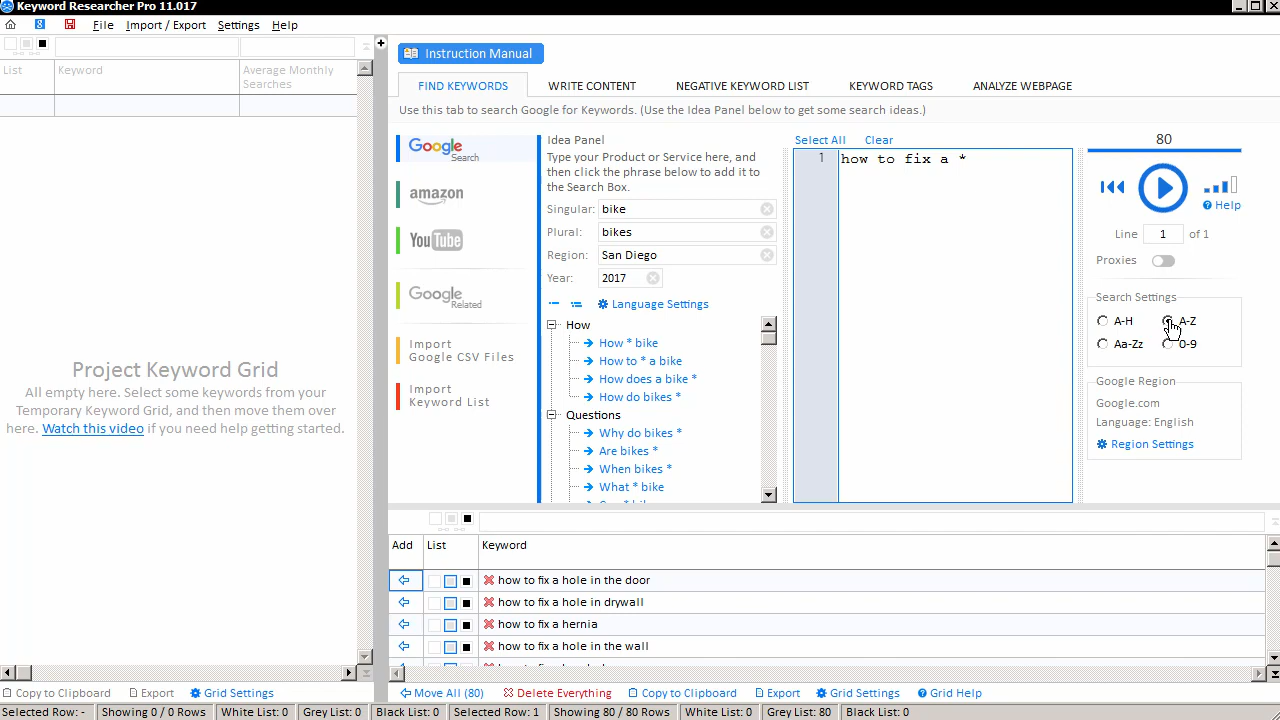 Keyword Researcher Pro 11.017
File Import / Export Settings Help
List Keyword Average Monthly Searches
Project Keyword Grid
All empty here. Select some keywords from your
Temporary Keyword Grid, and then move them over
here. Watch this video if you need help getting started.
Copy to Clipboard Export Grid Settings
Instruction Manual
FIND KEYWORDS WRITE CONTENT NEGATIVE KEYWORD LIST KEYWORD TAGS ANALYZE WEBPAGE
Use this tab to search Google for Keywords. (Use the Idea Panel below to get some search ideas.)
Google Search
amazon
YouTube
Google Related
Import
Google CSV Files
Import
Keyword List
Idea Panel
Type your Product or Service here, and
then click the phrase below to add it to
the Search Box.
Singular: bike
Plural: bikes
Region: San Diego
Year: 2017
Language Settings
How
How * bike
How to * a bike
How does a bike *
How do bikes *
Questions
Why do bikes *
Are bikes *
When bikes *
What * bike
Select All Clear
1 how to fix a *
80
Help
Line 1 of 1
Proxies
Search Settings
A-H A-Z
Aa-Zz 0-9
Google Region
Google.com
Language: English
Region Settings
Add List Keyword
how to fix a hole in the door
how to fix a hole in drywall
how to fix a hernia
how to fix a hole in the wall
Move All (80) Delete Everything Copy to Clipboard Export Grid Settings Grid Help
Selected Row: - Showing 0 / 0 Rows White List: 0 Grey List: 0 Black List: 0 Selected Row: 1 Showing 80 / 80 Rows White List: 0 Grey List: 80 Black List: 0